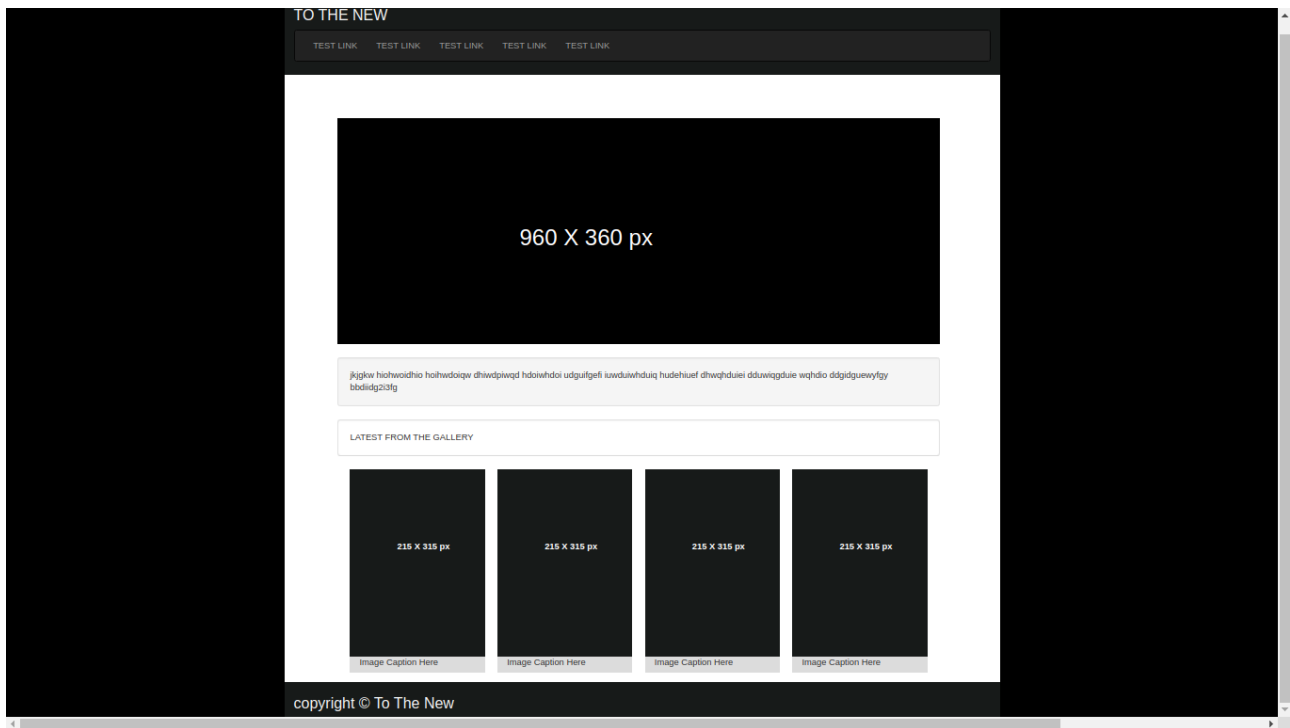 TO THE NEW
TEST LINK TEST LINK TEST LINK TEST LINK TEST LINK
960 X 360 px
jkjgkw hiohwoidhio hoihwdoiqw dhiwdpiwqd hdoiwhdoi udguifgefi iuwduiwhduiq hudehiuef dhwqhduiei dduwiqgduie wqhdio ddgidguewyfgy
bbdiidg2i3fg
LATEST FROM THE GALLERY
215 X 315 px 215 X 315 px 215 X 315 px 215 X 315 px
Image Caption Here Image Caption Here Image Caption Here Image Caption Here
copyright © To The New